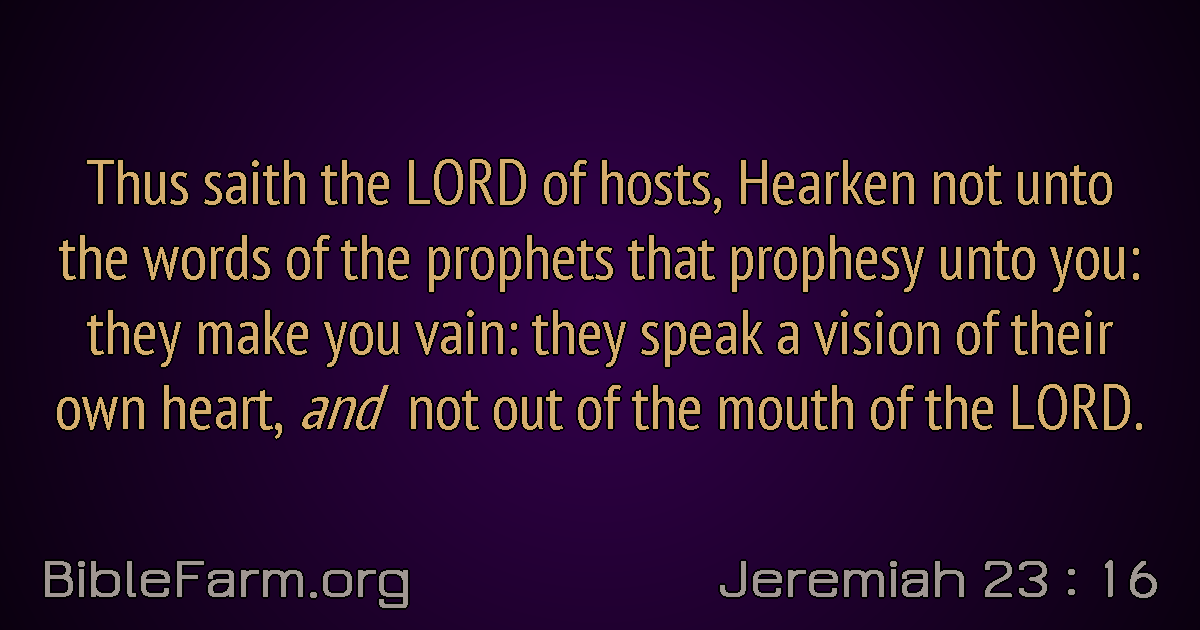 Thus saith the LORD of hosts, Hearken not unto
the words of the prophets that prophesy unto you:
they make you vain: they speak a vision of their
own heart, and not out of the mouth of the LORD.
BibleFarm.org
Jeremiah 23 : 16